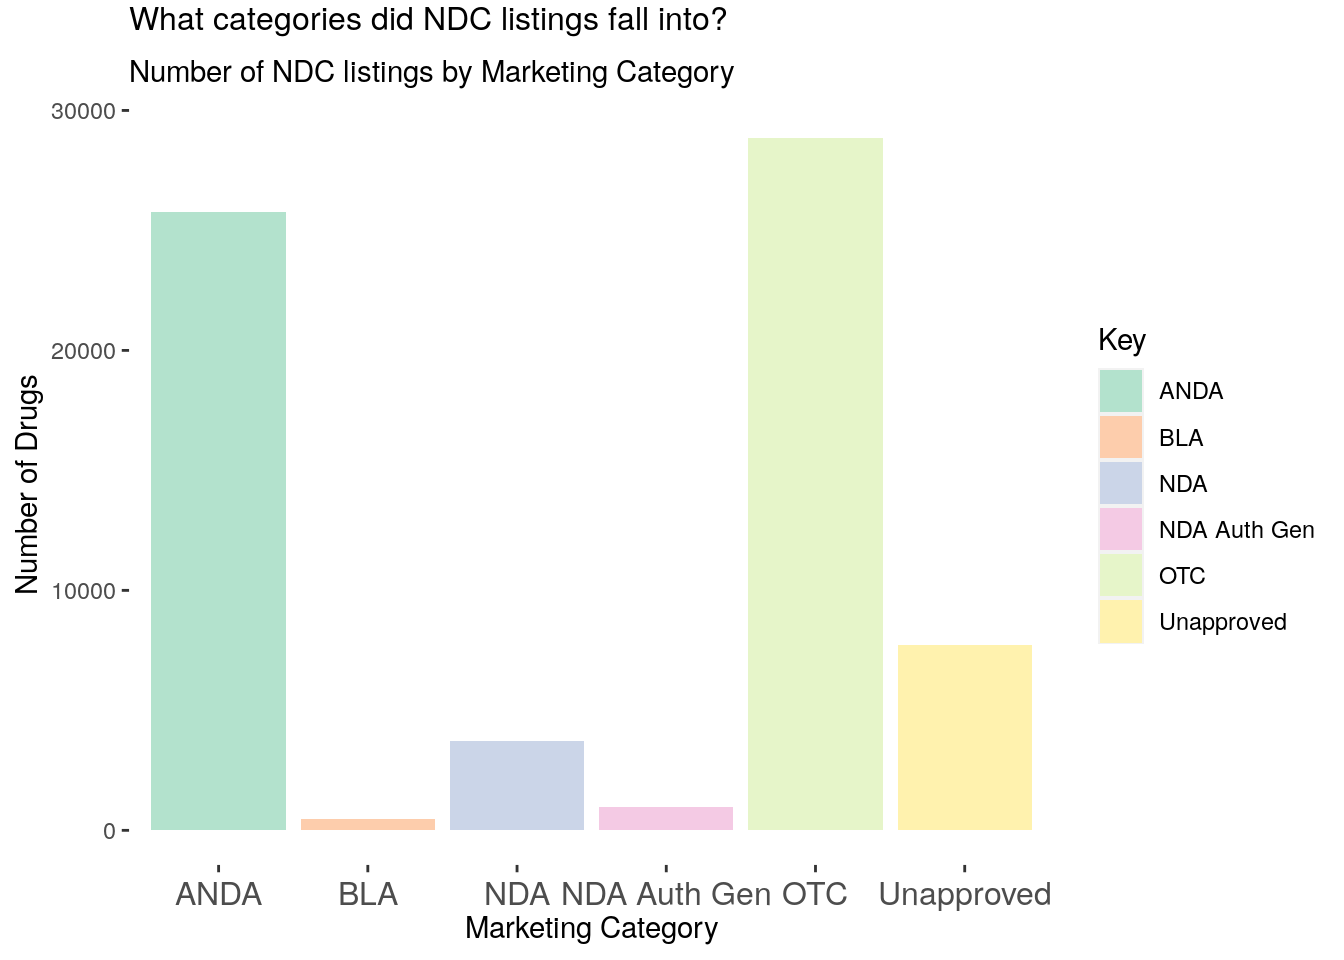 What categories did NDC listings fall into?
Number of NDC listings by Marketing Category
30000
20000
10000
0
Number of Drugs
ANDA
BLA
NDA
NDA Auth Gen
OTC
Unapproved
Marketing Category
Key
ANDA
BLA
NDA
NDA Auth Gen
OTC
Unapproved